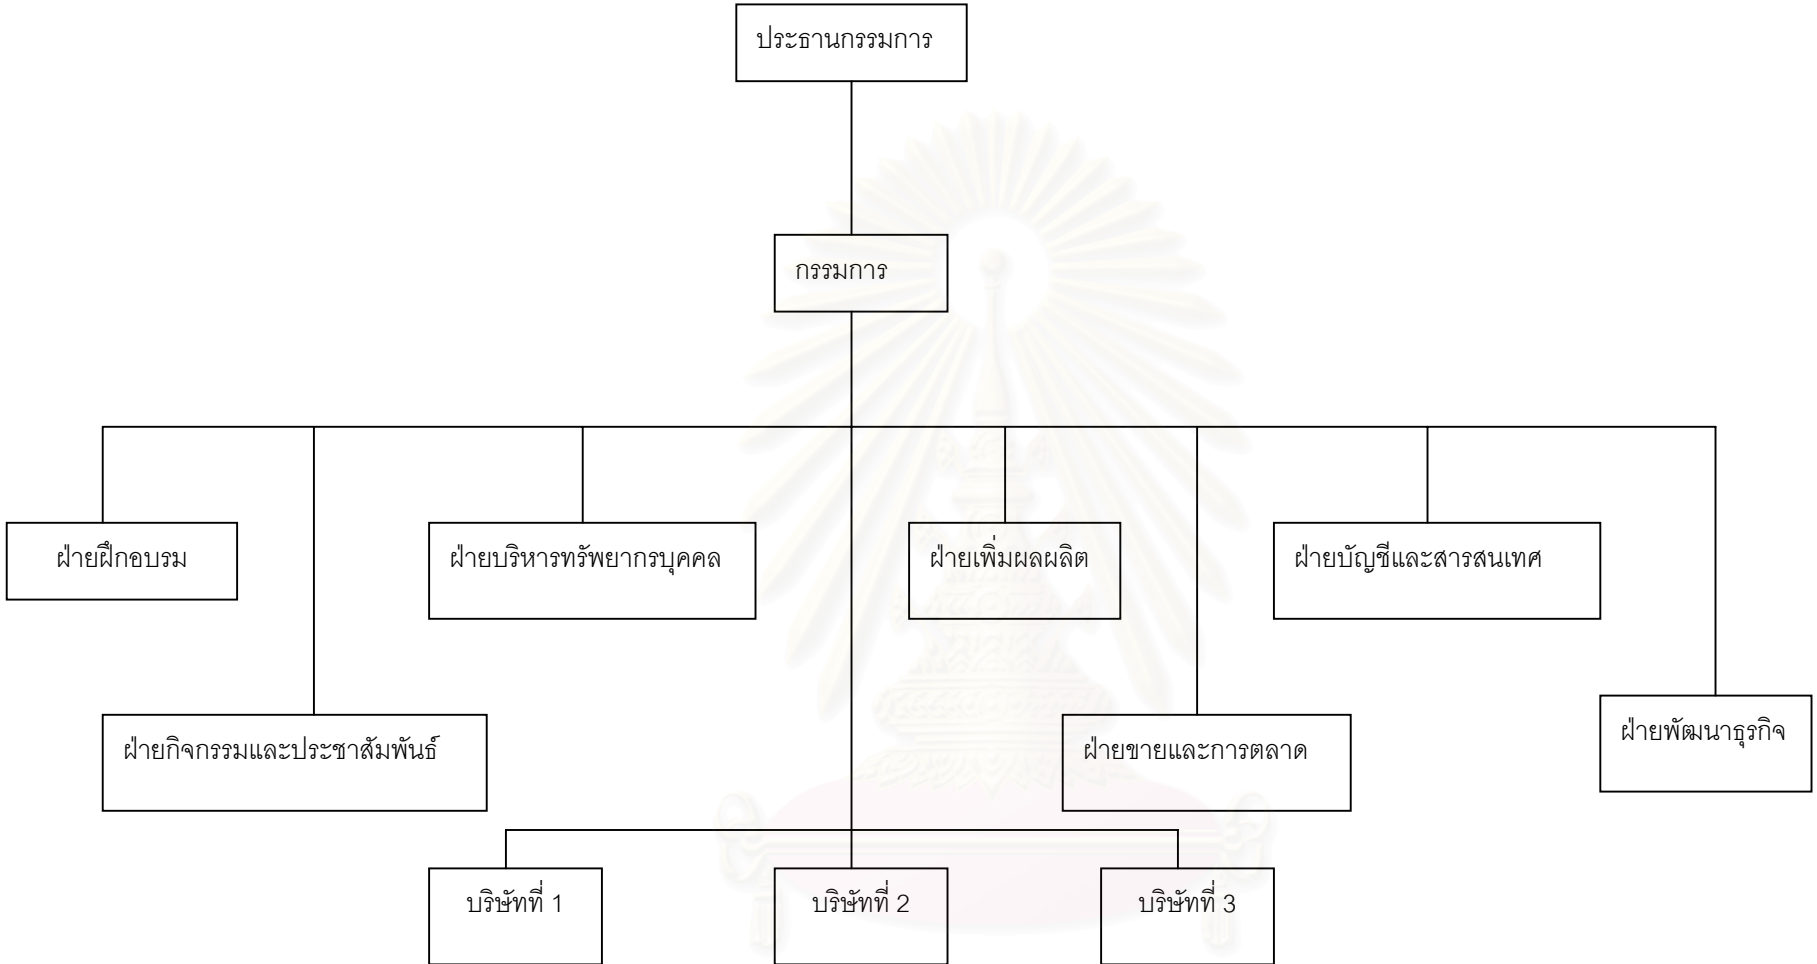 ประธานกรรมการ
กรรมการ
ฝ่ายฝึกอบรม
ฝ่ายบริหารทรัพยากรบุคคล
ฝ่ายเพิ่มผลผลิต
ฝ่ายบัญชีและสารสนเทศ
ฝ่ายกิจกรรมและประชาสัมพันธ์
ฝ่ายขายและการตลาด
ฝ่ายพัฒนาธุรกิจ
บริษัทที่ 1
บริษัทที่ 2
บริษัทที่ 3